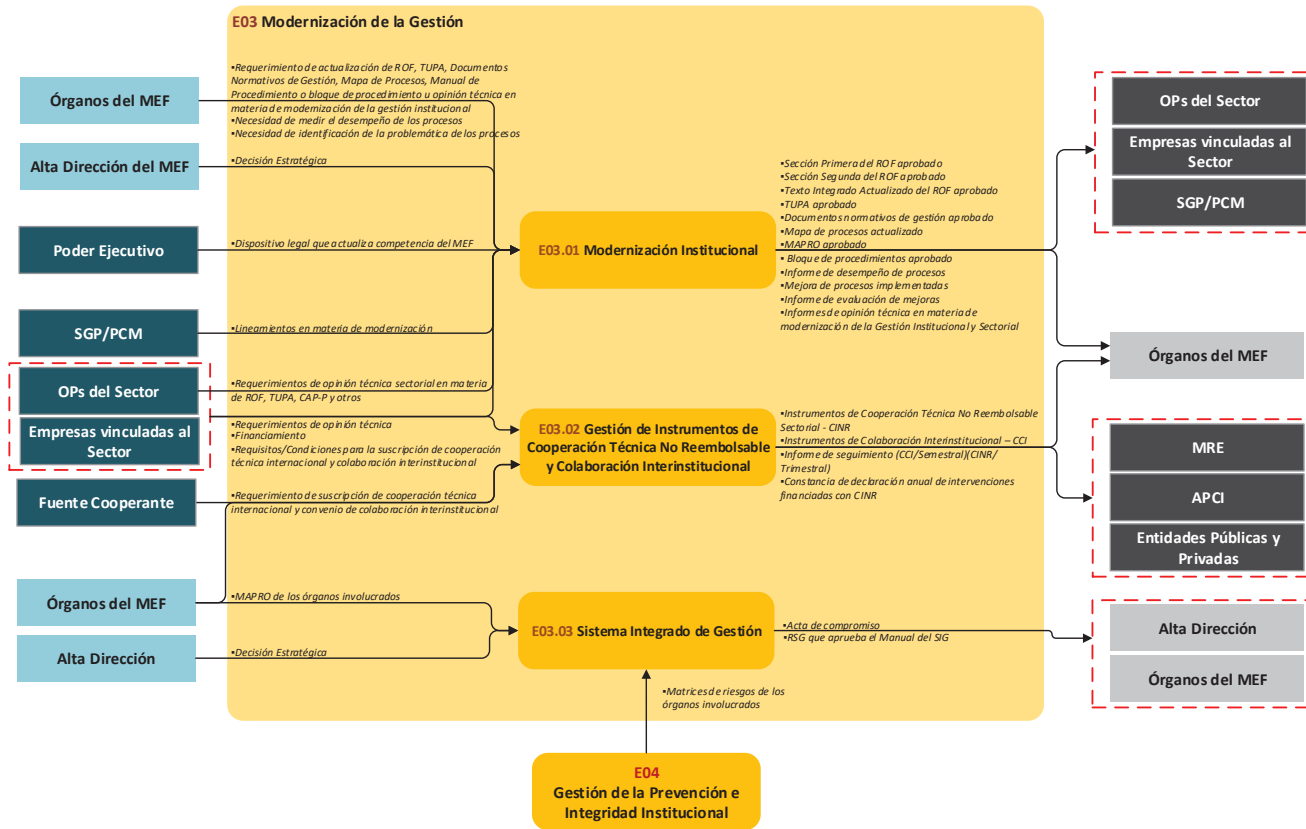 E03 Modernización de la Gestión
Órganos del MEF
▪Requerimiento de actualización de ROF, TUPA, Documentos
Normativos de Gestión, Mapa de Procesos, Manual de
Procedimiento o bloque de procedimiento u opinión técnica en
materia de modernización de la gestión institucional
▪Necesidad de medir el desempeño de los procesos
▪Necesidad de identificación de la problemática de los procesos
Alta Dirección del MEF
▪Decisión Estratégica
Poder Ejecutivo
▪Dispositivo legal que actualiza competencia del MEF
SGP/PCM
▪Lineamientos en materia de modernización
OPs del Sector
▪Requerimientos de opinión técnica sectorial en materia
de ROF, TUPA, CAP-P y otros
Empresas vinculadas al
Sector
▪Requerimientos de opinión técnica
▪Financiamiento
▪Requisitos/Condiciones para la suscripción de cooperación
técnica internacional y colaboración interinstitucional
Fuente Cooperante
▪Requerimiento de suscripción de cooperación técnica
internacional y convenio de colaboración interinstitucional
Órganos del MEF
▪MAPRO de los órganos involucrados
Alta Dirección
▪Decisión Estratégica
E03.01 Modernización Institucional
▪Sección Primera del ROF aprobado
▪Sección Segunda del ROF aprobado
▪Texto Integrado Actualizado del ROF aprobado
▪TUPA aprobado
▪Documentos normativos de gestión aprobado
▪Mapa de procesos actualizado
▪MAPRO aprobado
▪ Bloque de procedimientos aprobado
▪Informe de desempeño de procesos
▪Mejora de procesos implementadas
▪Informe de evaluación de mejoras
▪Informes de opinión técnica en materia de
modernización de la Gestión Institucional y Sectorial
E03.02 Gestión de Instrumentos de
Cooperación Técnica No Reembolsable
y Colaboración Interinstitucional
▪Instrumentos de Cooperación Técnica No Reembolsable
Sectorial - CINR
▪Instrumentos de Colaboración Interinstitucional – CCI
▪Informe de seguimiento (CCI/Semestral)(CINR/
Trimestral)
▪Constancia de declaración anual de intervenciones
financiadas con CINR
E03.03 Sistema Integrado de Gestión
▪Acta de compromiso
▪RSG que aprueba el Manual del SIG
▪Matrices de riesgos de los
órganos involucrados
E04
Gestión de la Prevención e
Integridad Institucional
OPs del Sector
Empresas vinculadas al
Sector
SGP/PCM
Órganos del MEF
MRE
APCI
Entidades Públicas y
Privadas
Alta Dirección
Órganos del MEF